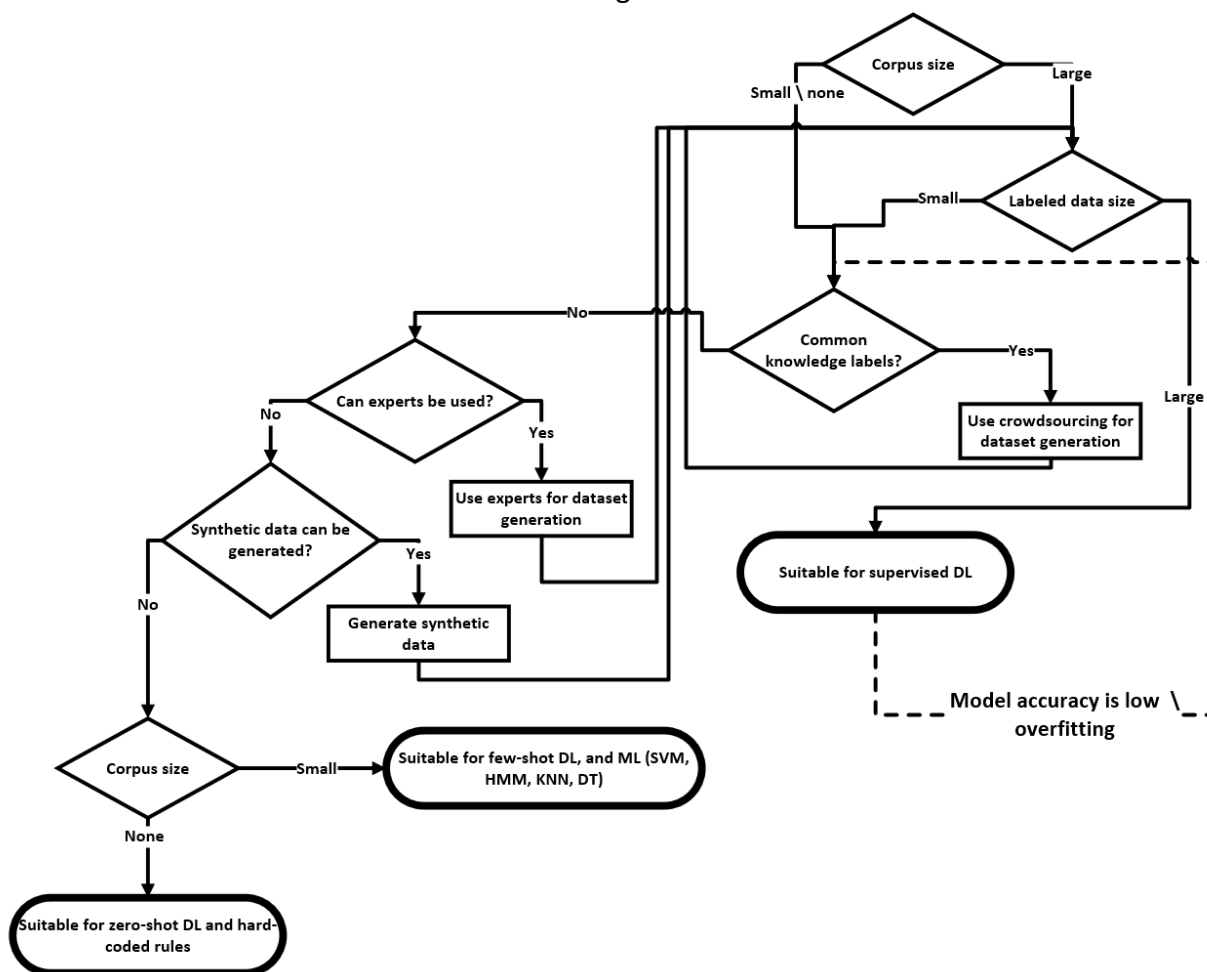 Corpus size
Large
Small \ none
Labeled data size
Small
No
Common
knowledge labels?
Yes
Can experts be used?
No
Large
Use crowdsourcing for
dataset generation
Yes
Use experts for dataset
generation
Synthetic data can be
generated?
Yes
Suitable for supervised DL
No
Generate synthetic
data
Model accuracy is low \
overfitting
Corpus size
Small
Suitable for few-shot DL, and ML (SVM,
HMM, KNN, DT)
None
Suitable for zero-shot DL and hard-
coded rules